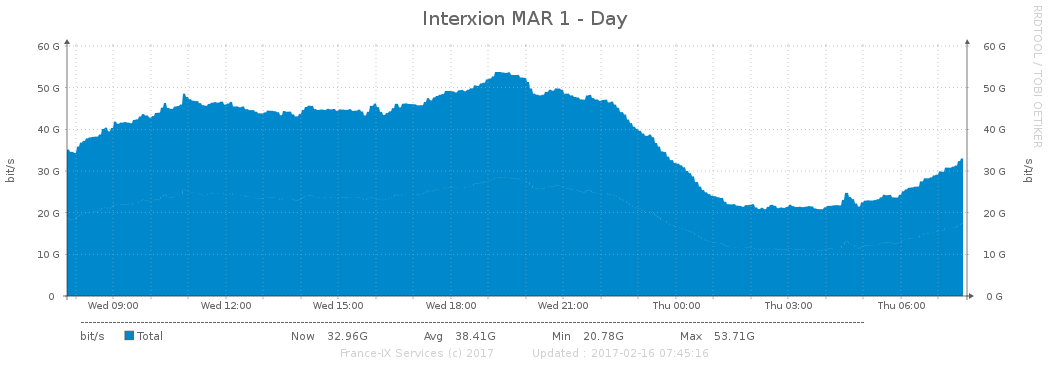 Interxion MAR 1 - Day
RRDTOOL / TOBI OETIKER
60 G 60 G
50 G 50 G
40 G 40 G
30 G 30 G
20 G 20 G
10 G 10 G
0 0 G
bit/s bit/s
Wed 09:00 Wed 12:00 Wed 15:00 Wed 18:00 Wed 21:00 Thu 00:00 Thu 03:00 Thu 06:00
bit/s Total Now 32.96G Avg 38.41G Min 20.78G Max 53.71G
France-IX Services (c) 2017 Updated : 2017-02-16 07:45:16